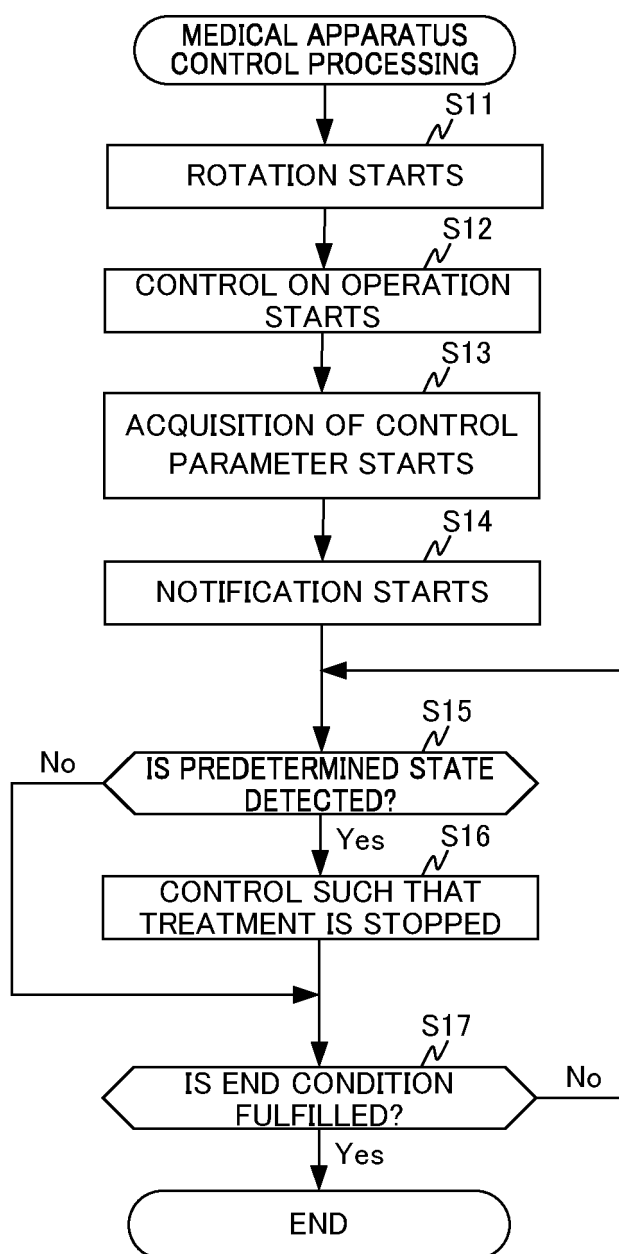 MEDICAL APPARATUS
CONTROL PROCESSING
S11
ROTATION STARTS
S12
CONTROL ON OPERATION
STARTS
S13
ACQUISITION OF CONTROL
PARAMETER STARTS
S14
NOTIFICATION STARTS
S15
No
IS PREDETERMINED STATE
DETECTED?
Yes
S16
CONTROL SUCH THAT
TREATMENT IS STOPPED
S17
IS END CONDITION
FULFILLED?
No
Yes
END